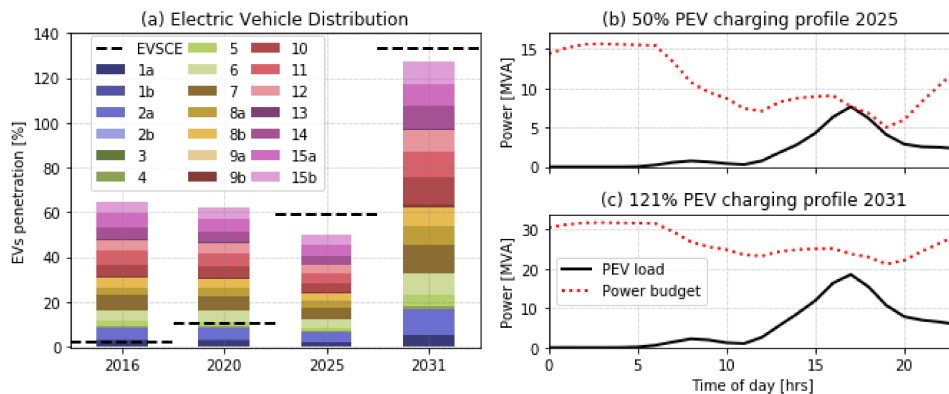 (a) Electric Vehicle Distribution
EVs penetration [%]
140
120
100
80
60
40
20
0
EVSCE
1a
1b
2a
2b
3
4
5
6
7
8a
8b
9a
9b
10
11
12
13
14
15a
15b
2016 2020 2025 2031
(b) 50% PEV charging profile 2025
Power [MVA]
15
10
5
0
(c) 121% PEV charging profile 2031
Power [MVA]
30
20
10
0
PEV load
Power budget
0 5 10 15 20
Time of day [hrs]